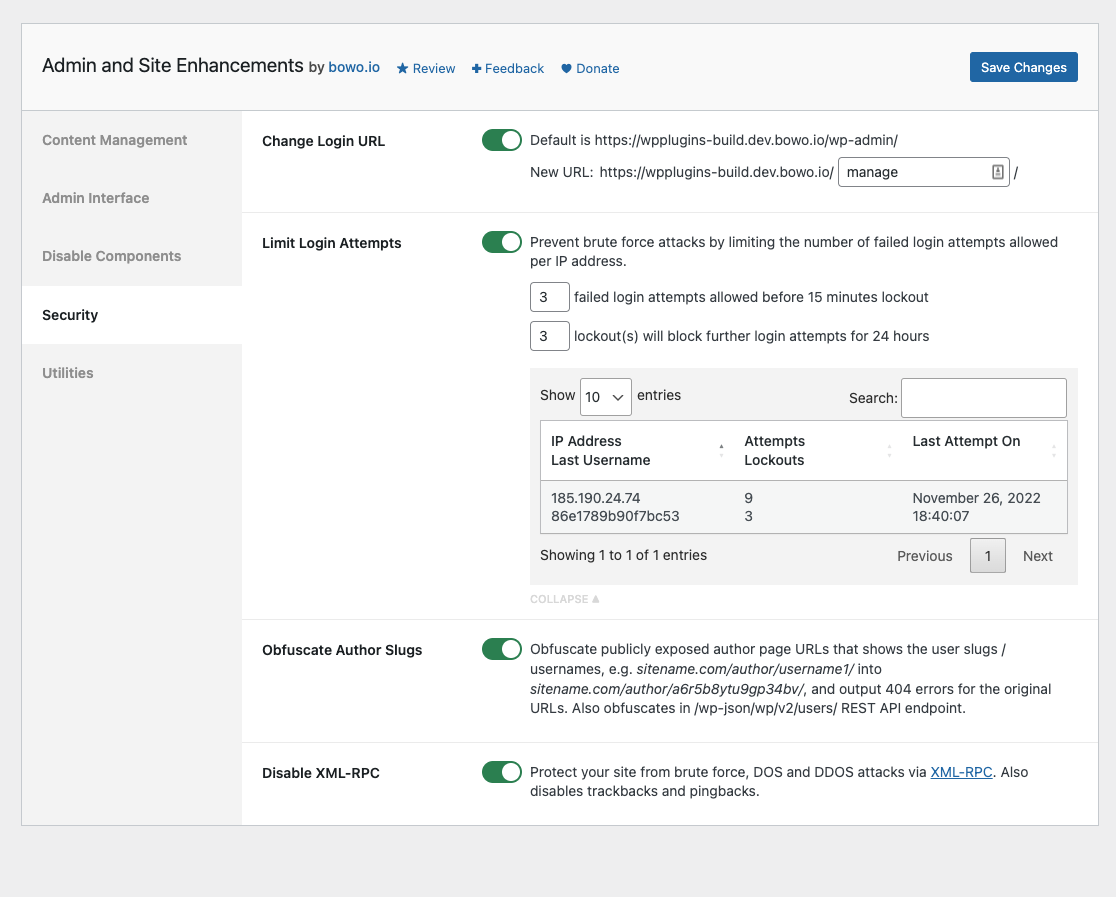 Admin and Site Enhancements by bowo.io Review Feedback Donate
Save Changes
Content Management
Admin Interface
Disable Components
Security
Utilities
Change Login URL
Default is https://wpplugins-build.dev.bowo.io/wp-admin/
New URL: https://wpplugins-build.dev.bowo.io/ manage /
Limit Login Attempts
Prevent brute force attacks by limiting the number of failed login attempts allowed
per IP address.
3 failed login attempts allowed before 15 minutes lockout
3 lockout(s) will block further login attempts for 24 hours
Show 10 entries
Search:
IP Address Attempts Last Attempt On
Last Username Lockouts
185.190.24.74 9 November 26, 2022
86e1789b90f7bc53 3 18:40:07
Showing 1 to 1 of 1 entries
Previous 1 Next
COLLAPSE ▲
Obfuscate Author Slugs
Obfuscate publicly exposed author page URLs that shows the user slugs /
usernames, e.g. sitename.com/author/username1/ into
sitename.com/author/a6r5b8ytu9gp34bv/, and output 404 errors for the original
URLs. Also obfuscates in /wp-json/wp/v2/users/ REST API endpoint.
Disable XML-RPC
Protect your site from brute force, DOS and DDOS attacks via XML-RPC. Also
disables trackbacks and pingbacks.